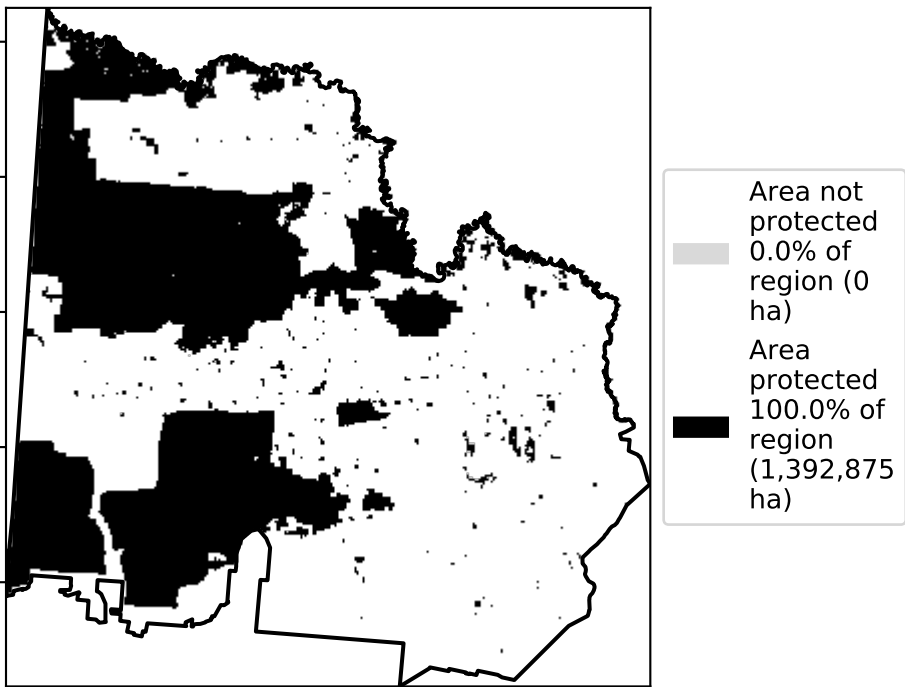 Area not
protected
0.0% of
region (0
ha)
Area
protected
100.0% of
region
(1,392,875
ha)